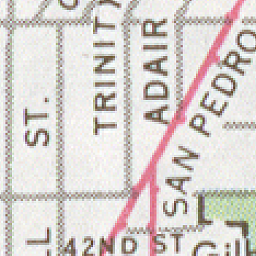 TRINITY
ADAIR
ST.
SAN PEDRO
42ND ST